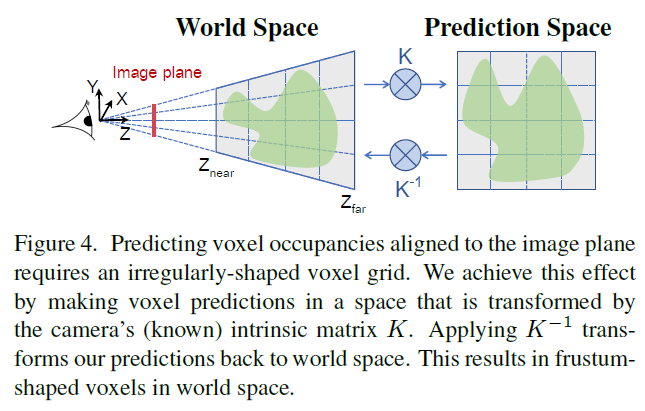 World Space
Prediction Space
K
Image plane
Y
X
Z
Z near
Z far
K-1
Figure 4. Predicting voxel occupancies aligned to the image plane
requires an irregularly-shaped voxel grid. We achieve this effect
by making voxel predictions in a space that is transformed by
the camera's (known) intrinsic matrix K. Applying K−1 trans-
forms our predictions back to world space. This results in frustum-
shaped voxels in world space.